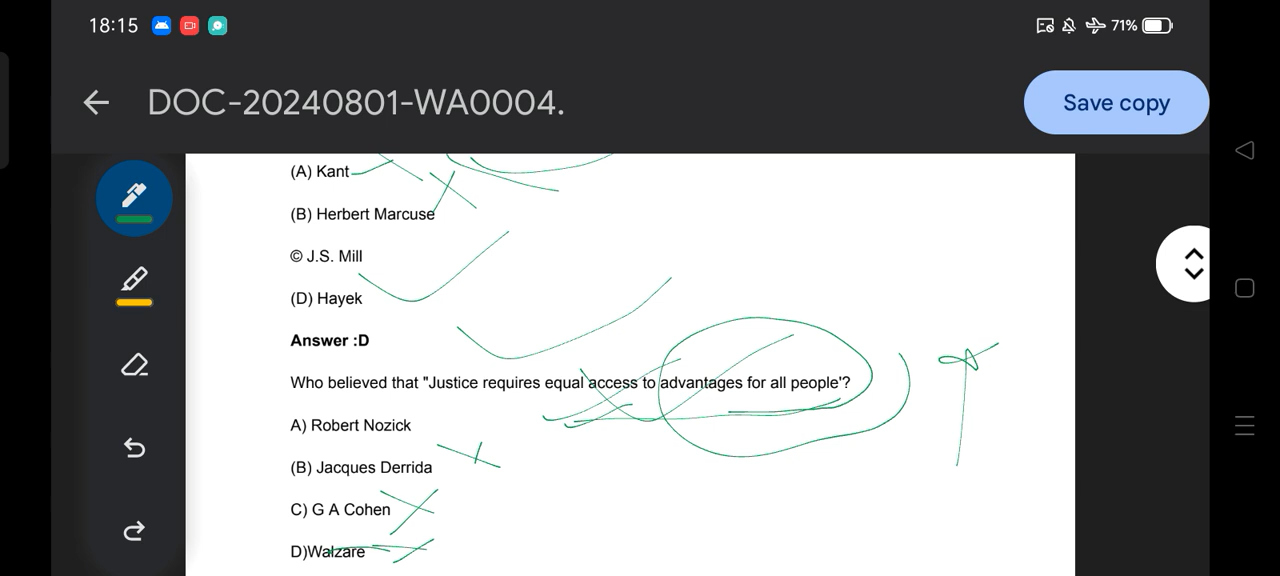 18:15
71%
DOC-20240801-WA0004.
Save copy
(A) Kant
(B) Herbert Marcuse
© J.S. Mill
(D) Hayek
Answer :D
Who believed that "Justice requires equal access to advantages for all people'?
A) Robert Nozick
(B) Jacques Derrida
C) G A Cohen
D)Walzare